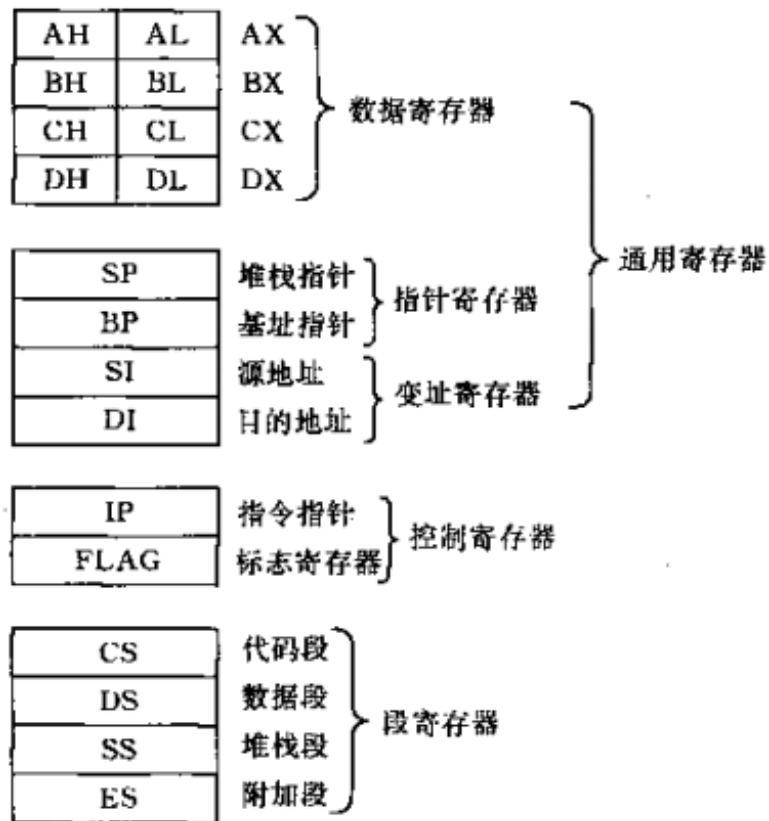 AH AL AX
BH BL BX
数据寄存器
CH CL CX
DH DL DX
通用寄存器
SP 堆栈指针
指针寄存器
BP 基址指针
SI 源地址
变址寄存器
DI 目的地址
IP 指令指针
控制寄存器
FLAG 标志寄存器
CS 代码段
DS 数据段
段寄存器
SS 堆栈段
ES 附加段